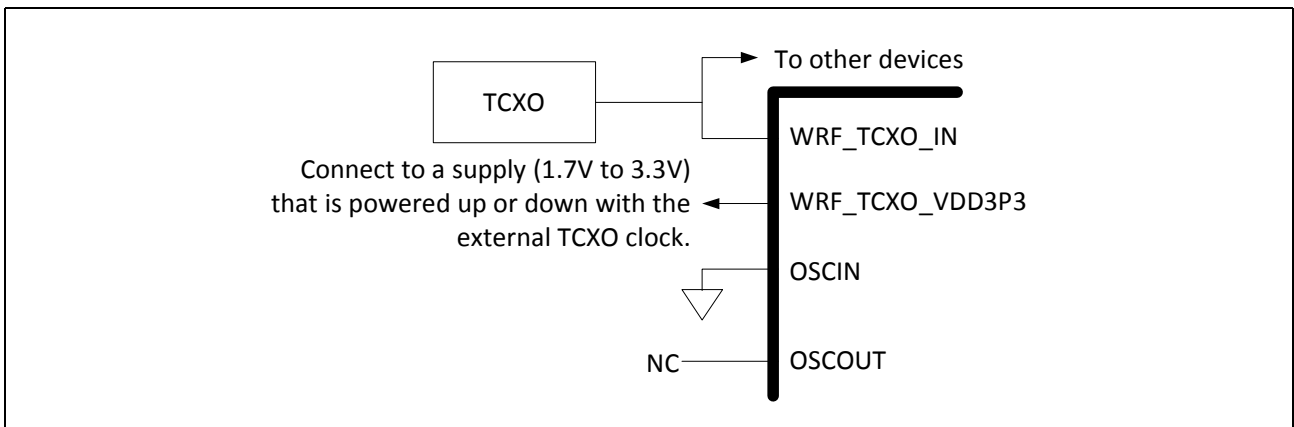 To other devices
TCXO
WRF_TCXO_IN
Connect to a supply (1.7V to 3.3V)
that is powered up or down with the
external TCXO clock.
WRF_TCXO_VDD3P3
OSCIN
NC
OSCOUT